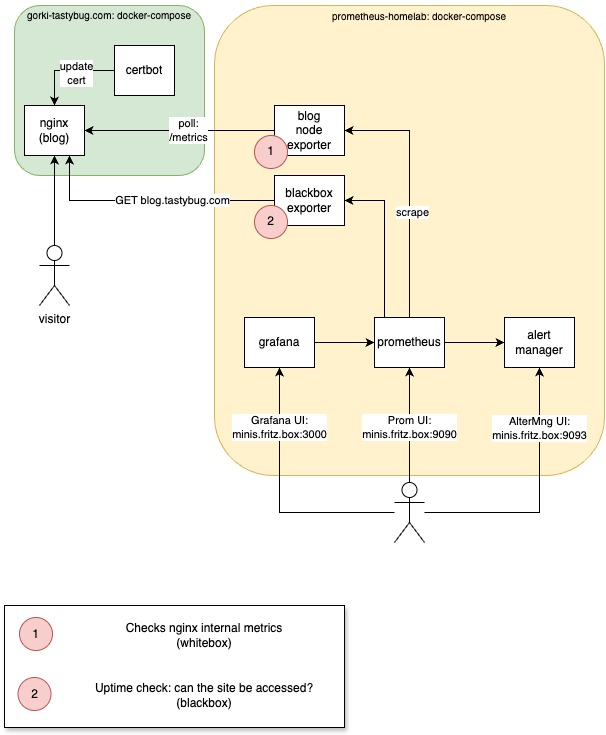 gorki-tastybug.com: docker-compose
prometheus-homelab: docker-compose
update
cert
certbot
nginx
(blog)
poll:
/metrics
blog
node
exporter
1
GET blog.tastybug.com
blackbox
exporter
2
scrape
visitor
grafana
prometheus
alert
manager
Grafana UI:
minis.fritz.box:3000
Prom UI:
minis.fritz.box:9090
AlterMng UI:
minis.fritz.box:9093
1
Checks nginx internal metrics
(whitebox)
2
Uptime check: can the site be accessed?
(blackbox)